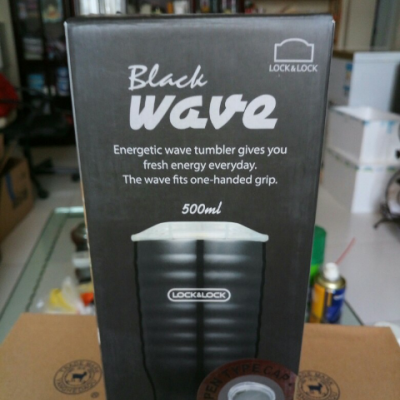 LOCK&LOCK
Black
wave
Energetic wave tumbler gives you
fresh energy everyday.
The wave fits one-handed grip.
500ml
LOCK&LOCK